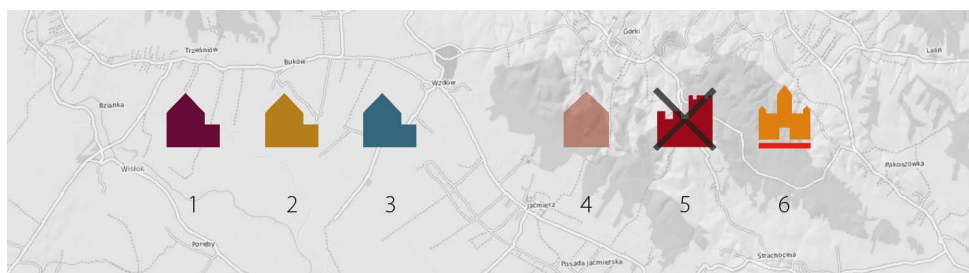 Górki
Trześniów
Buków
Lalin
Wzdów
Bzianka
Pakoszówka
Wisłok
1 2 3 4 5 6
Jaćmierz
Poręby
Strachocina
Posada Jaćmierska